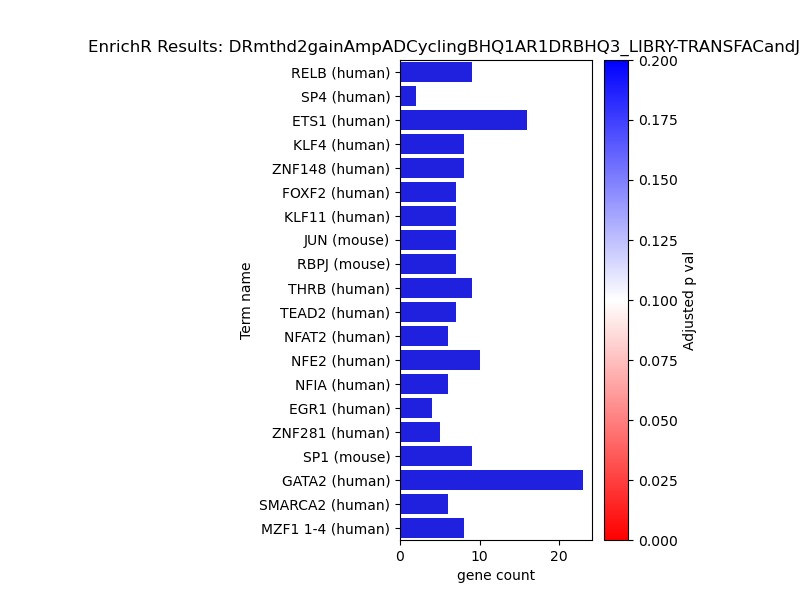 EnrichR Results: DRmthd2gainAmpADCyclingBHQ1AR1DRBHQ3_LIBRY-TRANSFACandJ
RELB (human)
SP4 (human)
ETS1 (human)
KLF4 (human)
ZNF148 (human)
FOXF2 (human)
KLF11 (human)
JUN (mouse)
RBPJ (mouse)
THRB (human)
TEAD2 (human)
NFAT2 (human)
NFE2 (human)
NFIA (human)
EGR1 (human)
ZNF281 (human)
SP1 (mouse)
GATA2 (human)
SMARCA2 (human)
MZF1 1-4 (human)
Term name
0 10 20
gene count
0.200
0.175
0.150
0.125
0.100
0.075
0.050
0.025
0.000
Adjusted p val